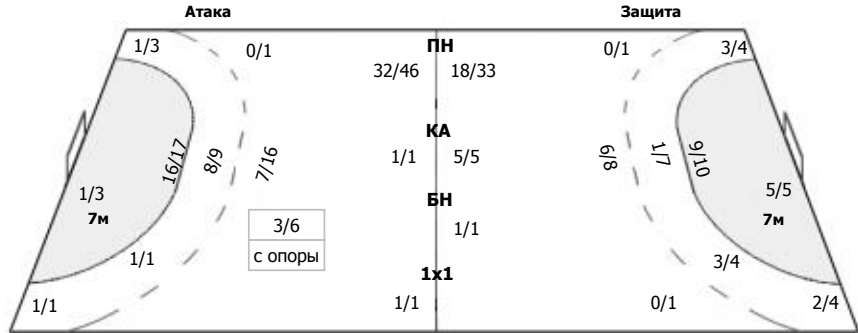 Атака Защита
1/3 0/1 ПН 0/1 3/4
32/46 18/33
16/17 8/9 7/16 КА 6/8 1/7 9/10
1/1 5/5
1/3 БН 5/5
7м 3/6 1/1 7м
с опоры
1/1 3/4
1x1
1/1 1/1 0/1 2/4